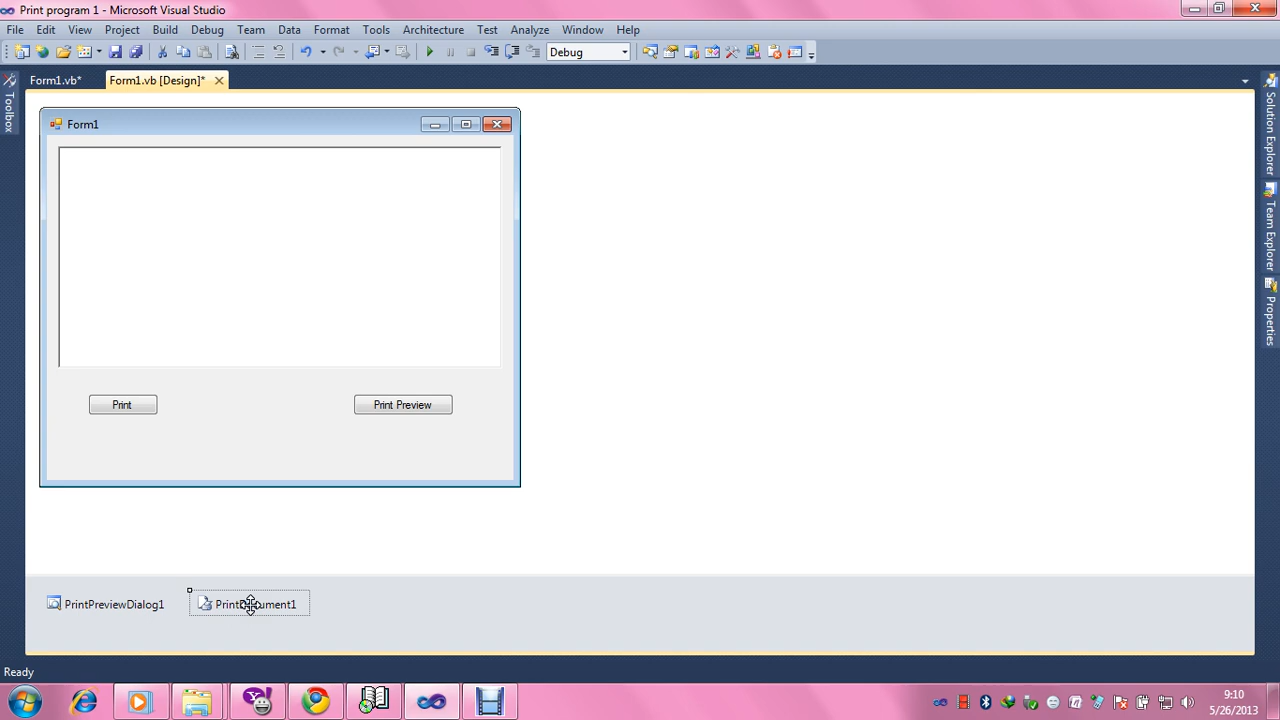 Print program 1 - Microsoft Visual Studio
File Edit View Project Build Debug Team Data Format Tools Architecture Test Analyze Window Help
Debug
Form1.vb* Form1.vb [Design]*
Toolbox
Form1
Print Print Preview
PrintPreviewDialog1 PrintDocument1
Solution Explorer
Team Explorer
Properties
Ready
9:10
5/26/2013